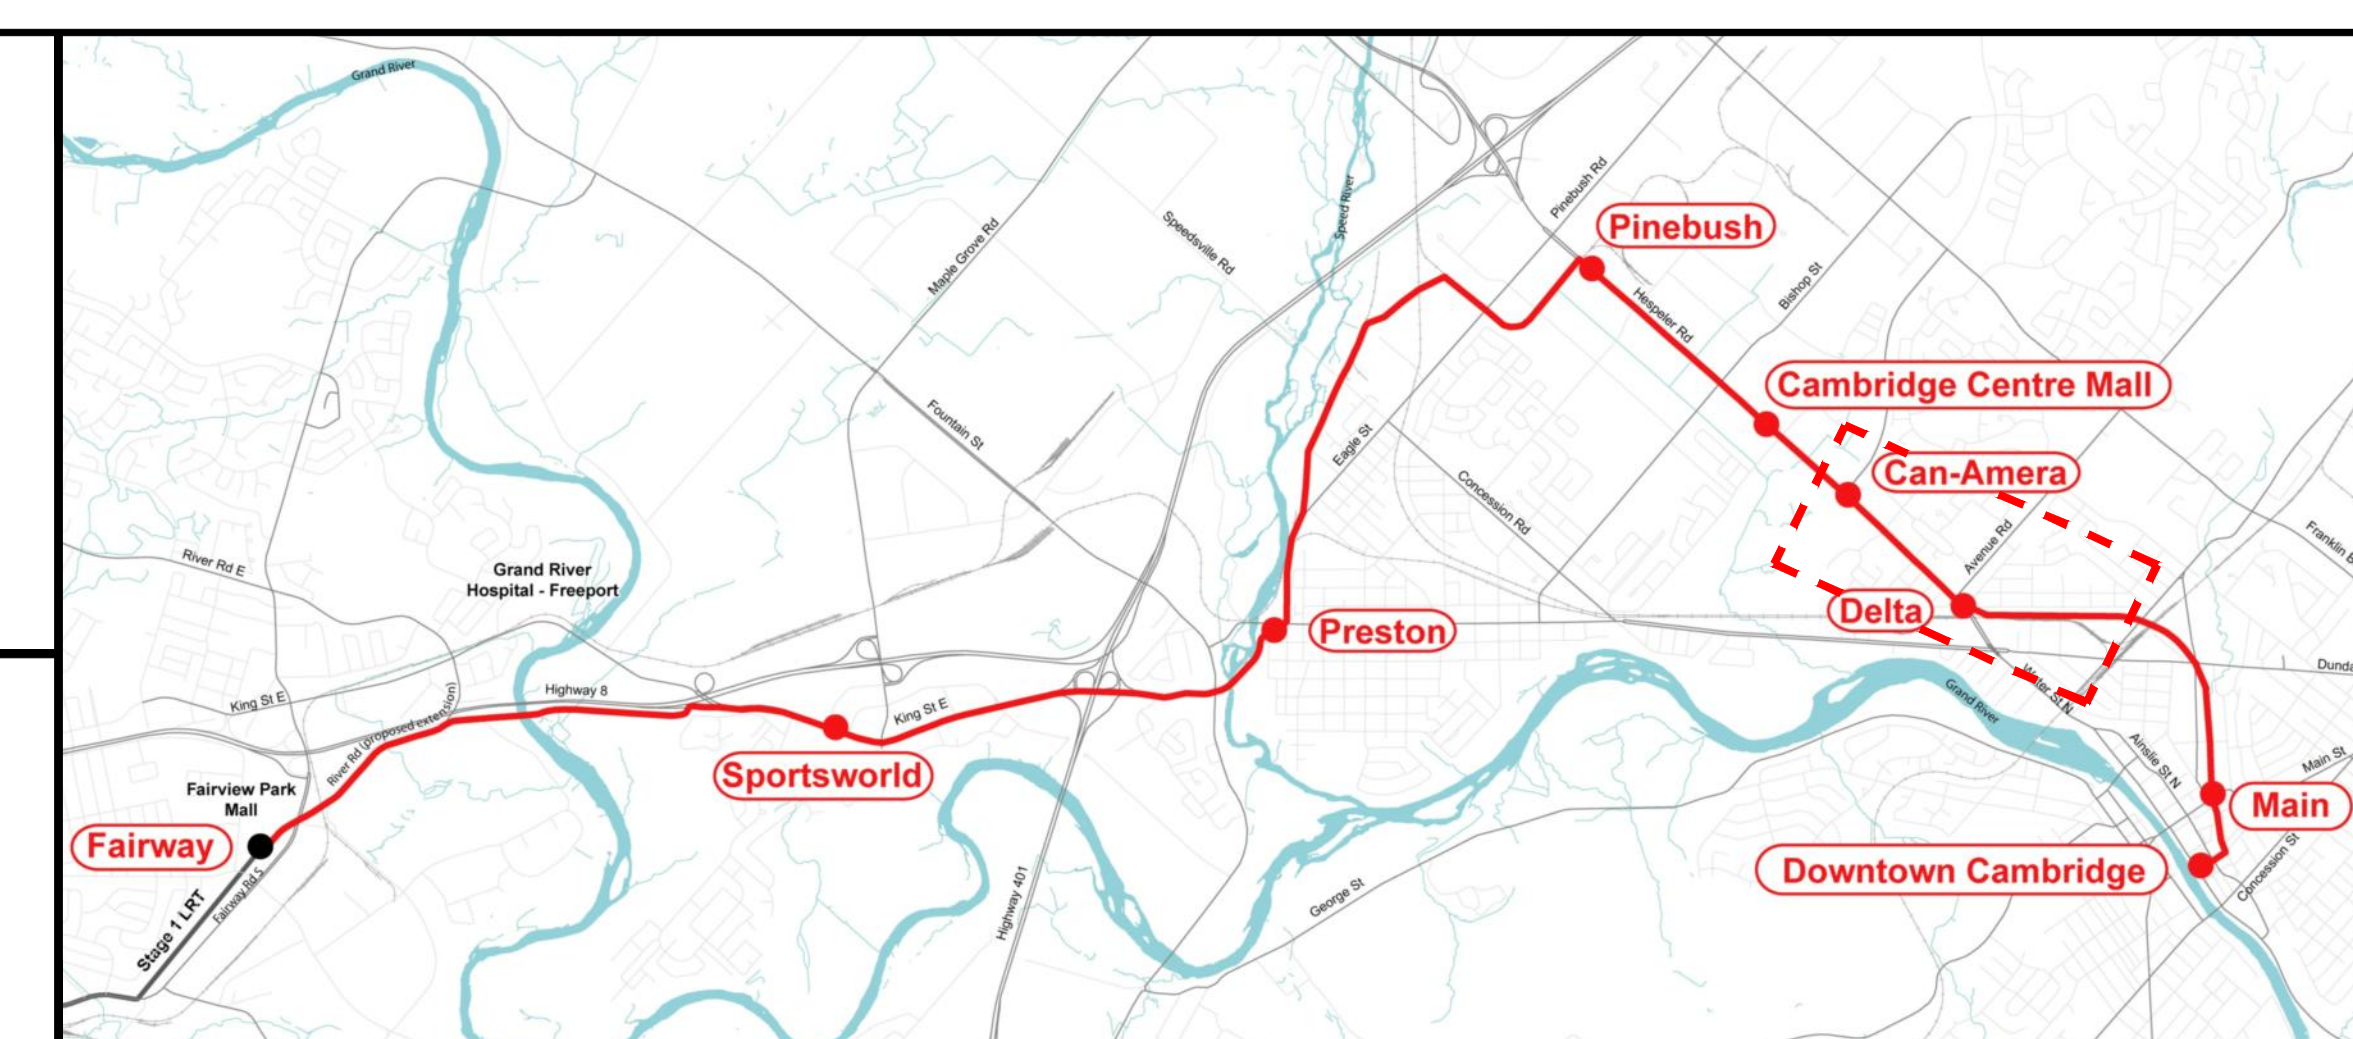 Grand River
Speed River
Pinebush Rd
Pinebush
Speedsville Rd
Maple Grove Rd
Bishop St
Hespeler Rd
Cambridge Centre Mall
Fountain St
Eagle St
Can-Amera
Concession Rd
Avenue Rd
Franklin B
River Rd E
Grand River
Hospital - Freeport
Delta
Preston
Dunda
Water St N
King St E
Highway 8
Grand River
River Rd (proposed extension)
King St E
Ainslie St N
Main St
Sportsworld
Fairview Park
Mall
Main
Fairway
Downtown Cambridge
Concession St
Fairway Rd S
George St
Highway 401
Stage 1 LRT